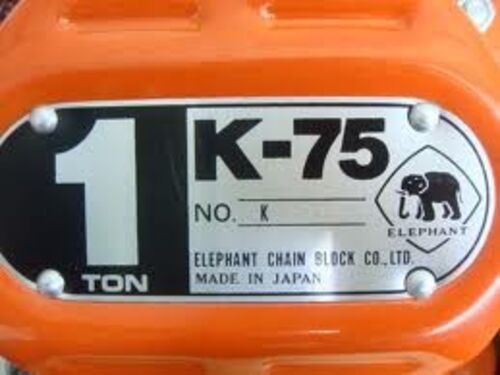 1
TON
K-75
NO. K
ELEPHANT
ELEPHANT CHAIN BLOCK CO.,LTD.
MADE IN JAPAN